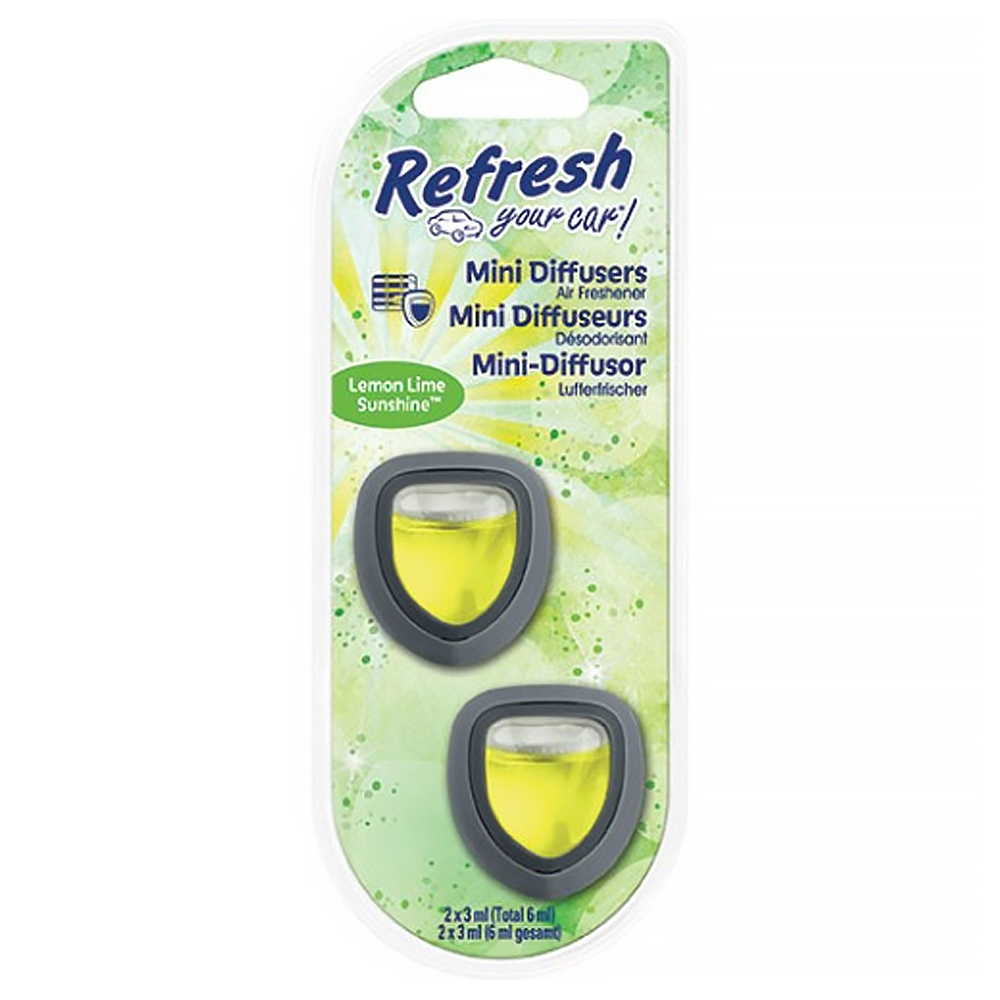 Refresh
your car!
Mini Diffusers
Air Freshener
Mini Diffuseurs
Désodorisant
Mini-Diffusor
Lufterfrischer
Lemon Lime
Sunshine™
2 x 3 ml (Total 6 ml)
2 x 3 ml (6 ml gesamt)